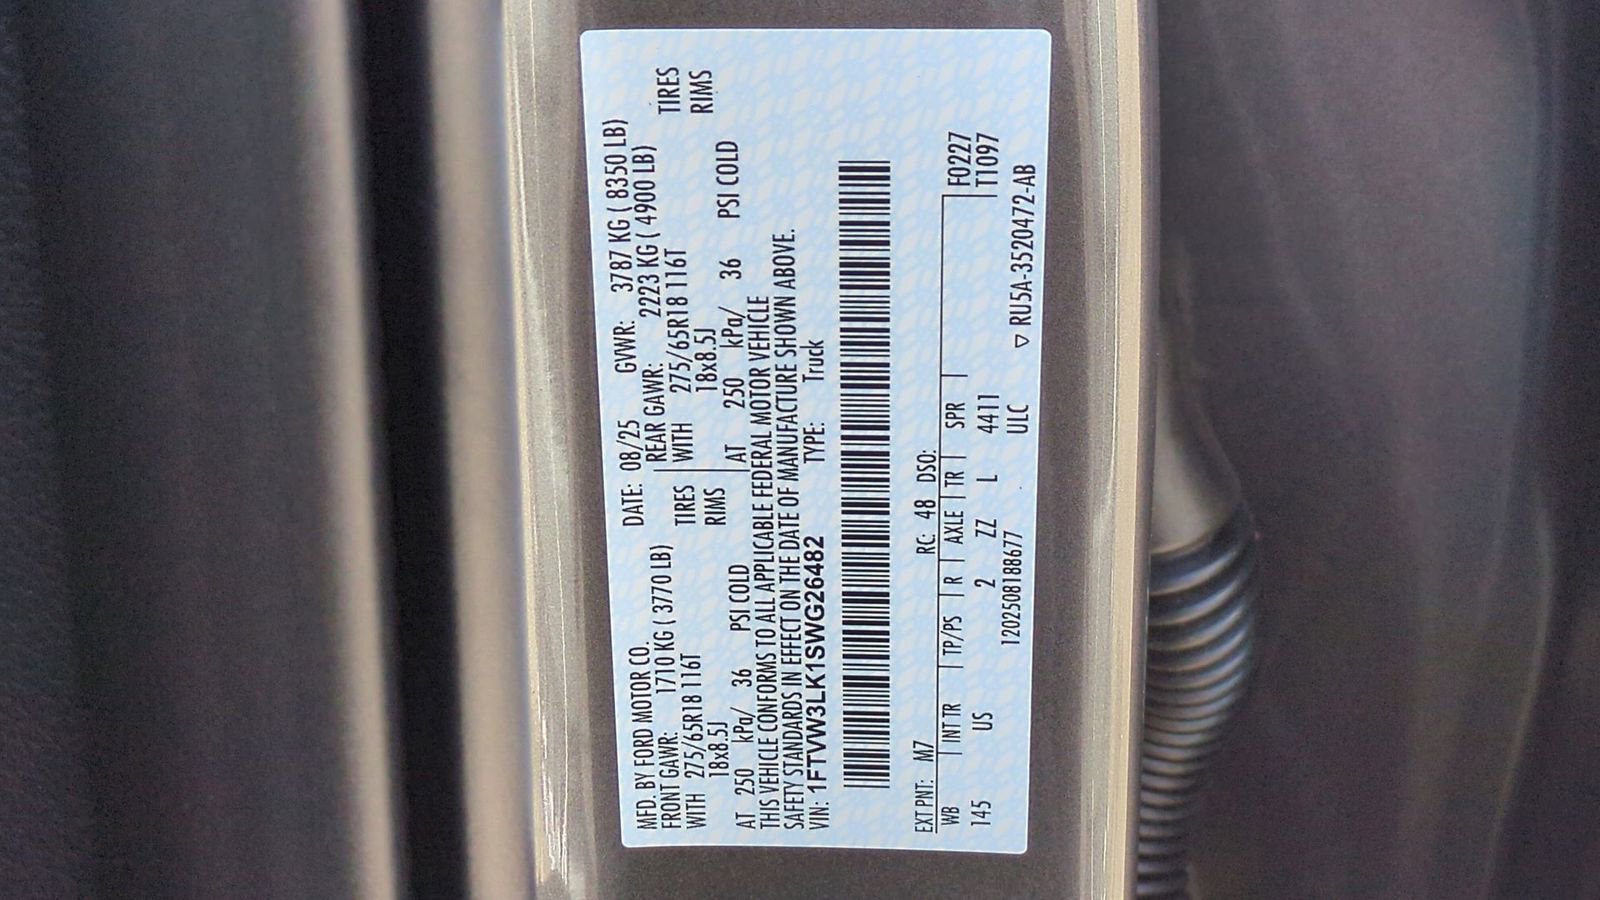 MFD. BY FORD MOTOR CO. DATE: 08/25 GVWR: 3787 KG ( 8350 LB)
FRONT GAWR: 1710 KG ( 3770 LB) REAR GAWR: 2223 KG ( 4900 LB)
WITH 275/65R18 116T TIRES WITH 275/65R18 116T TIRES
18x8.5J RIMS 18x8.5J RIMS
AT 250 kPa/ 36 PSI COLD AT 250 kPa/ 36 PSI COLD
THIS VEHICLE CONFORMS TO ALL APPLICABLE FEDERAL MOTOR VEHICLE
SAFETY STANDARDS IN EFFECT ON THE DATE OF MANUFACTURE SHOWN ABOVE.
VIN: 1FTVW3LK1SWG26482 TYPE: Truck
EXT PNT: M7 RC: 48 DSO:
WB INT TR TP/PS R AXLE TR SPR F0227
145 US 2 ZZ L 4411 T1097
ULC
12025081886​77 ▽ RU5A-3520472-AB